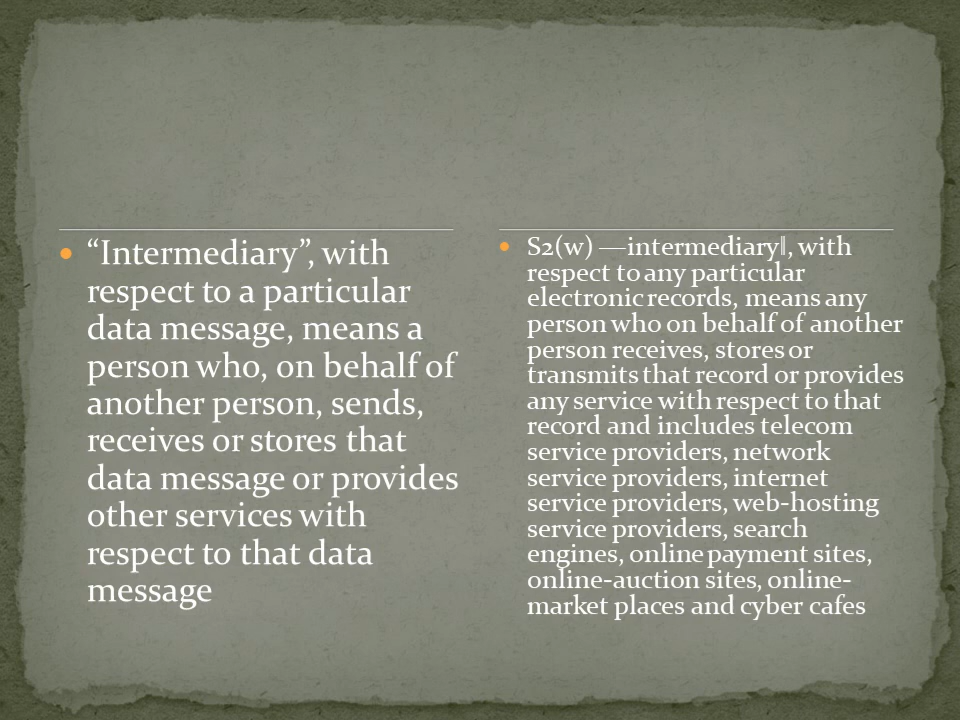 • “Intermediary”, with
respect to a particular
data message, means a
person who, on behalf of
another person, sends,
receives or stores that
data message or provides
other services with
respect to that data
message
• S2(w) ―intermediary‖, with
respect to any particular
electronic records, means any
person who on behalf of another
person receives, stores or
transmits that record or provides
any service with respect to that
record and includes telecom
service providers, network
service providers, internet
service providers, web-hosting
service providers, search
engines, online payment sites,
online-auction sites, online-
market places and cyber cafes